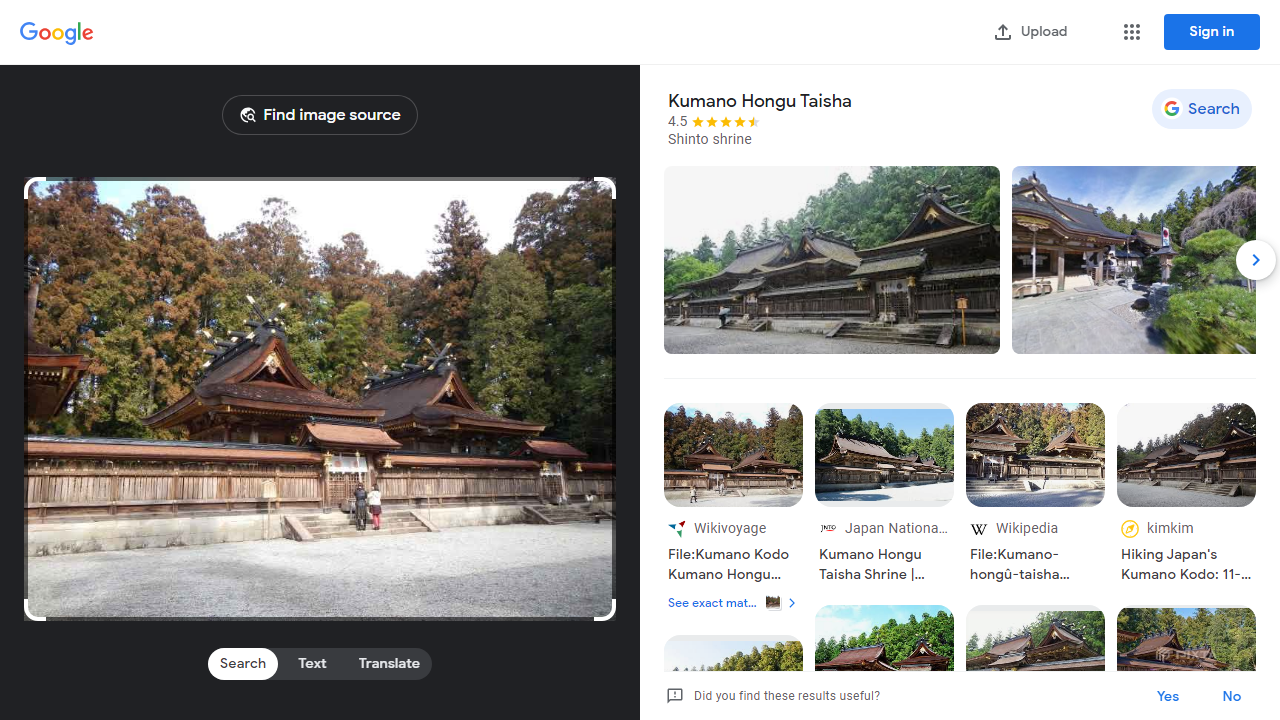 Google
Upload
Sign in
Find image source
Kumano Hongu Taisha
4.5
Shinto shrine
Search
Wikivoyage
File:Kumano Kodo
Kumano Hongu...
See exact mat...
JNTO
Japan Nationa...
Kumano Hongu
Taisha Shrine |...
W
Wikipedia
File:Kumano-
hongû-taisha...
kimkim
Hiking Japan's
Kumano Kodo: 11-...
Search
Text
Translate
Did you find these results useful?
Yes
No